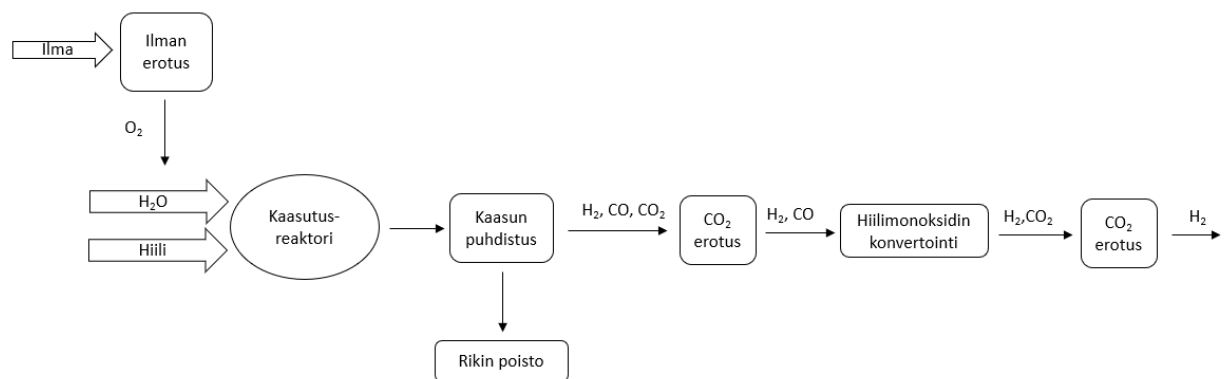 Ilma
Ilman
erotus
O₂
H₂O
Hiili
Kaasutus-
reaktori
Kaasun
puhdistus
Rikin poisto
H₂, CO, CO₂
CO₂
erotus
H₂, CO
Hiilimonoksidin
konvertointi
H₂,CO₂
CO₂
erotus
H₂